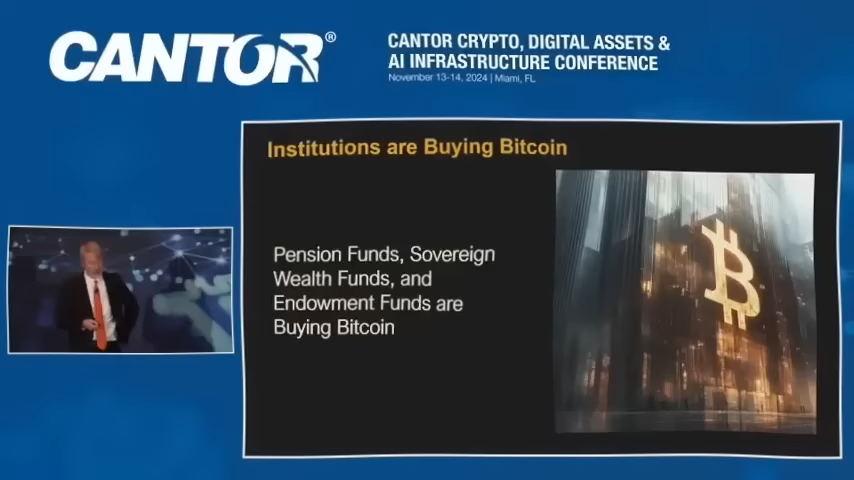 CANTOR®
CANTOR CRYPTO, DIGITAL ASSETS &
AI INFRASTRUCTURE CONFERENCE
November 13-14, 2024 | Miami, FL
Institutions are Buying Bitcoin
Pension Funds, Sovereign
Wealth Funds, and
Endowment Funds are
Buying Bitcoin